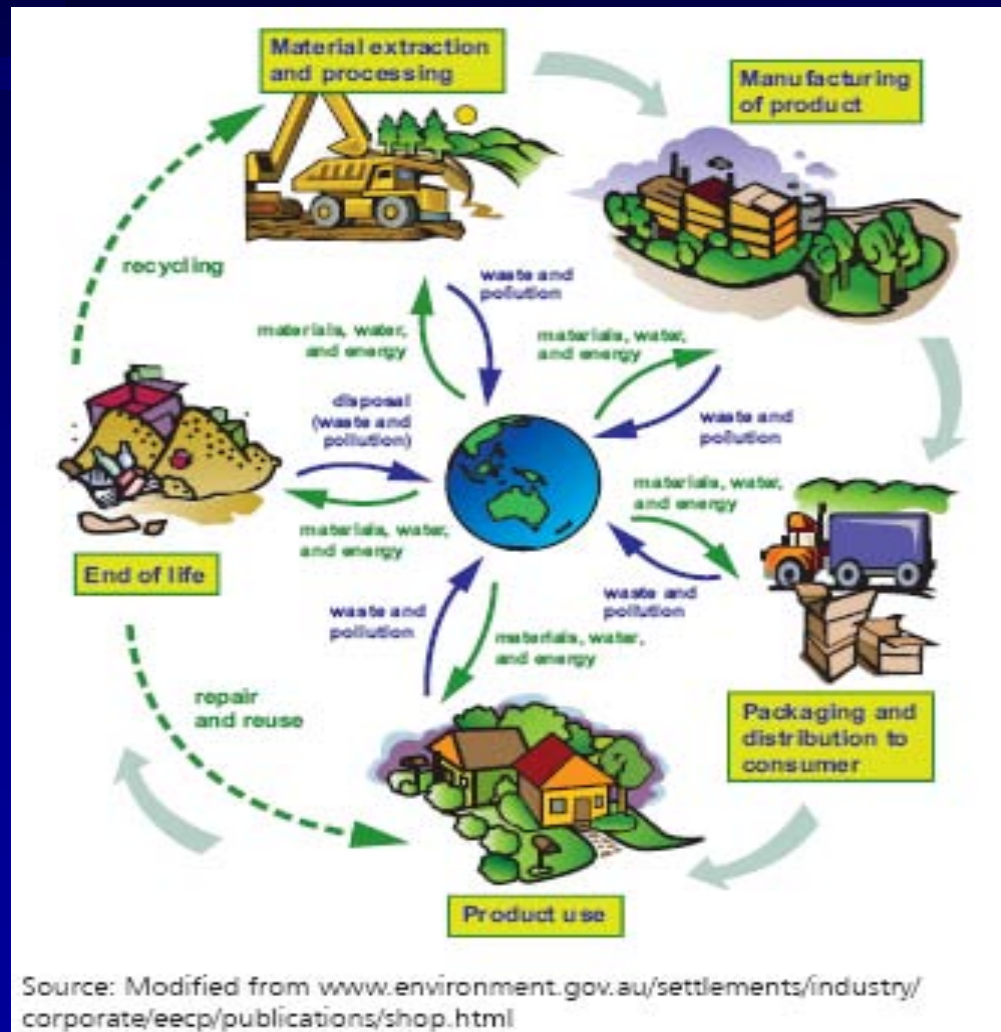 Material extraction
and processing
Manufacturing
of product
recycling
waste and
pollution
materials, water,
and energy
materials, water,
and energy
waste and
pollution
disposal
(waste and
pollution)
materials, water,
and energy
materials, water,
and energy
waste and
pollution
End of life
waste and
pollution
materials, water,
and energy
repair
and reuse
Packaging and
distribution to
consumer
Product use
Source: Modified from www.environment.gov.au/settlements/industry/
corporate/eecp/publications/shop.html